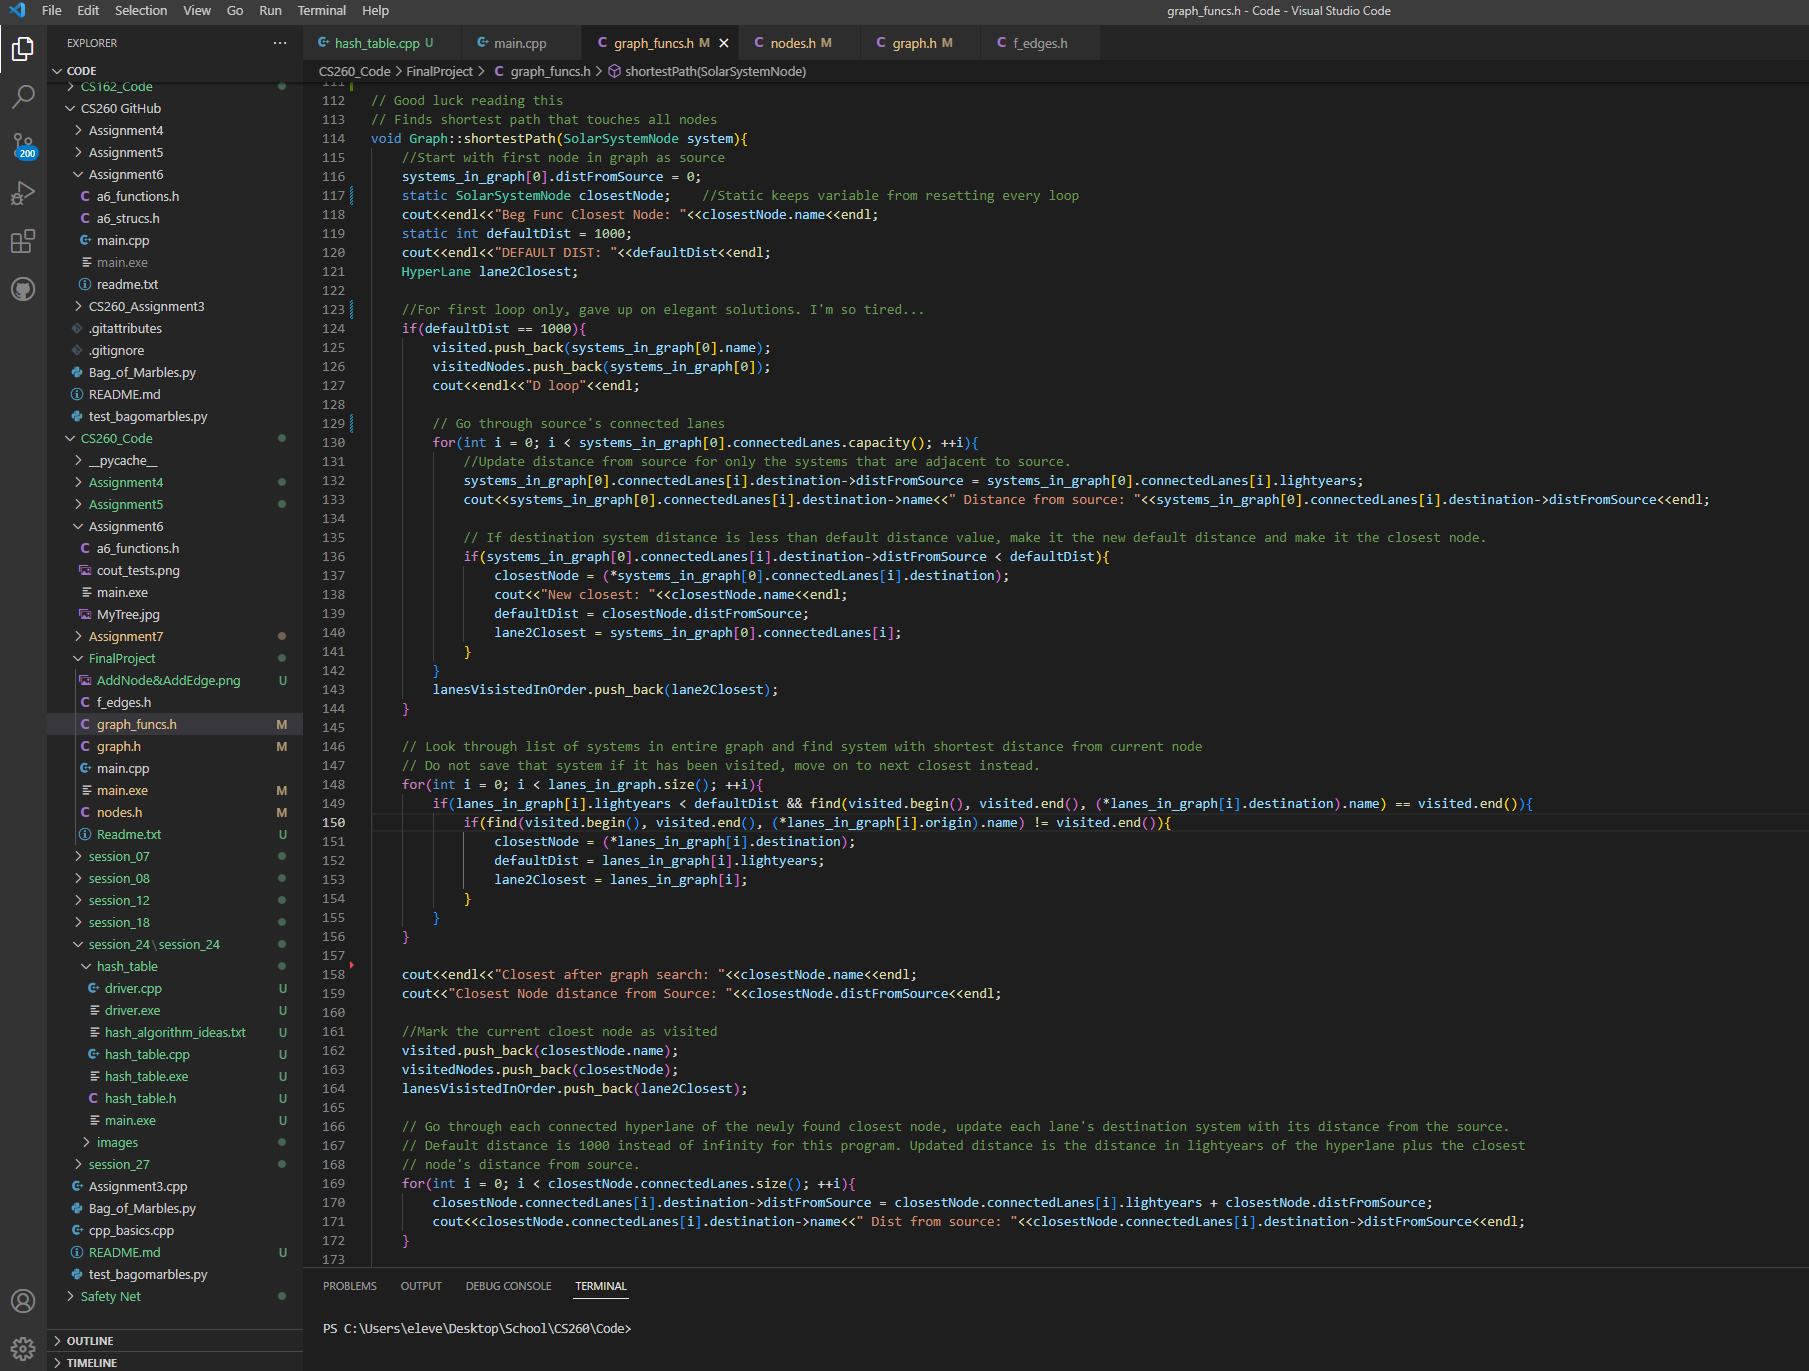 File Edit Selection View Go Run Terminal Help
graph_funcs.h - Code - Visual Studio Code
EXPLORER
CODE
CS162_Code
CS260 GitHub
Assignment4
Assignment5
Assignment6
a6_functions.h
a6_strucs.h
main.cpp
main.exe
readme.txt
CS260_Assignment3
.gitattributes
.gitignore
Bag_of_Marbles.py
README.md
test_bagomarbles.py
CS260_Code
__pycache__
Assignment4
Assignment5
Assignment6
a6_functions.h
cout_tests.png
main.exe
MyTree.jpg
Assignment7
FinalProject
AddNode&AddEdge.png U
f_edges.h
graph_funcs.h M
graph.h M
main.cpp
main.exe M
nodes.h M
Readme.txt U
session_07
session_08
session_12
session_18
session_24\session_24
hash_table
driver.cpp U
driver.exe U
hash_algorithm_ideas.txt U
hash_table.cpp U
hash_table.exe U
hash_table.h U
main.exe U
images
session_27
Assignment3.cpp
Bag_of_Marbles.py
cpp_basics.cpp
README.md U
test_bagomarbles.py
Safety Net
OUTLINE
TIMELINE
200
hash_table.cpp U main.cpp graph_funcs.h M nodes.h M graph.h M f_edges.h
CS260_Code > FinalProject > graph_funcs.h > shortestPath(SolarSystemNode)
111
112 // Good luck reading this
113 // Finds shortest path that touches all nodes
114 void Graph::shortestPath(SolarSystemNode system){
115 //Start with first node in graph as source
116 systems_in_graph[0].distFromSource = 0;
117 static SolarSystemNode closestNode; //Static keeps variable from resetting every loop
118 cout<<endl<<"Beg Func Closest Node: "<<closestNode.name<<endl;
119 static int defaultDist = 1000;
120 cout<<endl<<"DEFAULT DIST: "<<defaultDist<<endl;
121 HyperLane lane2Closest;
122
123 //For first loop only, gave up on elegant solutions. I'm so tired...
124 if(defaultDist == 1000){
125 visited.push_back(systems_in_graph[0].name);
126 visitedNodes.push_back(systems_in_graph[0]);
127 cout<<endl<<"D loop"<<endl;
128
129 // Go through source's connected lanes
130 for(int i = 0; i < systems_in_graph[0].connectedLanes.capacity(); ++i){
131 //Update distance from source for only the systems that are adjacent to source.
132 systems_in_graph[0].connectedLanes[i].destination->distFromSource = systems_in_graph[0].connectedLanes[i].lightyears;
133 cout<<systems_in_graph[0].connectedLanes[i].destination->name<<" Distance from source: "<<systems_in_graph[0].connectedLanes[i].destination->distFromSource<<endl;
134
135 // If destination system distance is less than default distance value, make it the new default distance and make it the closest node.
136 if(systems_in_graph[0].connectedLanes[i].destination->distFromSource < defaultDist){
137 closestNode = (*systems_in_graph[0].connectedLanes[i].destination);
138 cout<<"New closest: "<<closestNode.name<<endl;
139 defaultDist = closestNode.distFromSource;
140 lane2Closest = systems_in_graph[0].connectedLanes[i];
141 }
142 }
143 lanesVisistedInOrder.push_back(lane2Closest);
144 }
145
146 // Look through list of systems in entire graph and find system with shortest distance from current node
147 // Do not save that system if it has been visited, move on to next closest instead.
148 for(int i = 0; i < lanes_in_graph.size(); ++i){
149 if(lanes_in_graph[i].lightyears < defaultDist && find(visited.begin(), visited.end(), (*lanes_in_graph[i].destination).name) == visited.end()){
150 if(find(visited.begin(), visited.end(), (*lanes_in_graph[i].origin).name) != visited.end()){
151 closestNode = (*lanes_in_graph[i].destination);
152 defaultDist = lanes_in_graph[i].lightyears;
153 lane2Closest = lanes_in_graph[i];
154 }
155 }
156 }
157
158 cout<<endl<<"Closest after graph search: "<<closestNode.name<<endl;
159 cout<<"Closest Node distance from Source: "<<closestNode.distFromSource<<endl;
160
161 //Mark the current cloest node as visited
162 visited.push_back(closestNode.name);
163 visitedNodes.push_back(closestNode);
164 lanesVisistedInOrder.push_back(lane2Closest);
165
166 // Go through each connected hyperlane of the newly found closest node, update each lane's destination system with its distance from the source.
167 // Default distance is 1000 instead of infinity for this program. Updated distance is the distance in lightyears of the hyperlane plus the closest
168 // node's distance from source.
169 for(int i = 0; i < closestNode.connectedLanes.size(); ++i){
170 closestNode.connectedLanes[i].destination->distFromSource = closestNode.connectedLanes[i].lightyears + closestNode.distFromSource;
171 cout<<closestNode.connectedLanes[i].destination->name<<" Dist from source: "<<closestNode.connectedLanes[i].destination->distFromSource<<endl;
172 }
173
PROBLEMS OUTPUT DEBUG CONSOLE TERMINAL
PS C:\Users\eleve\Desktop\School\CS260\Code>